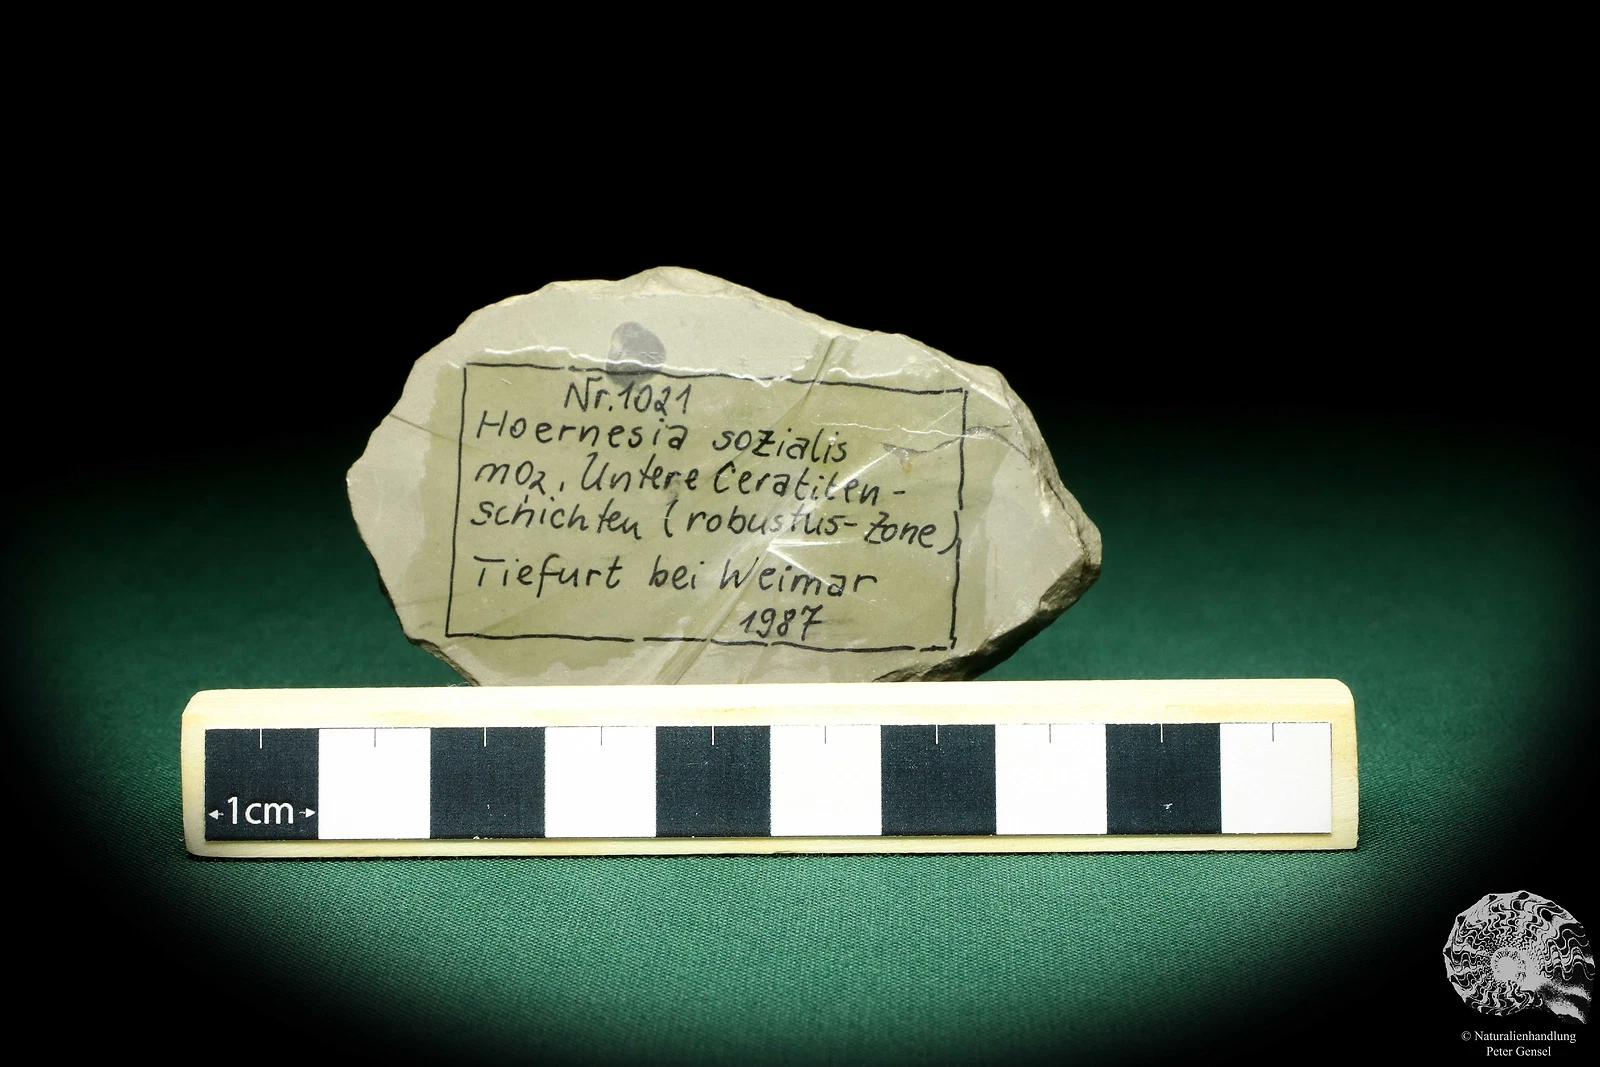 Nr. 1021
Hoernesia sozialis
mo2, Untere Ceratiten-
schichten (robustus-Zone)
Tiefurt bei Weimar
1987
1cm
© Naturalienhandlung
Peter Gensel